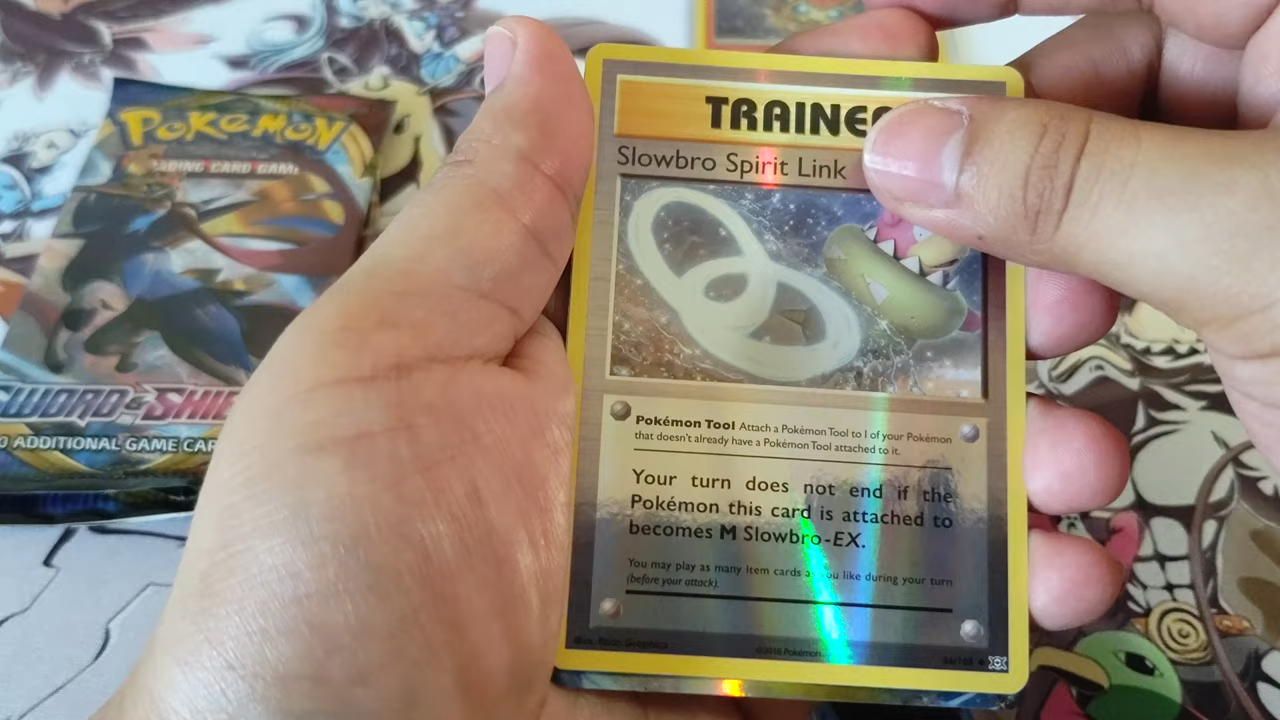 POKéMON
TRADING CARD GAME
SWORD & SHIE
0 ADDITIONAL GAME CAR
TRAINE
Slowbro Spirit Link
Pokémon Tool Attach a Pokémon Tool to 1 of your Pokémon
that doesn't already have a Pokémon Tool attached to it.
Your turn does not end if the
Pokémon this card is attached to
becomes M Slowbro-EX.
You may play as many Item cards as you like during your turn
(before your attack).
©2016 Pokémon